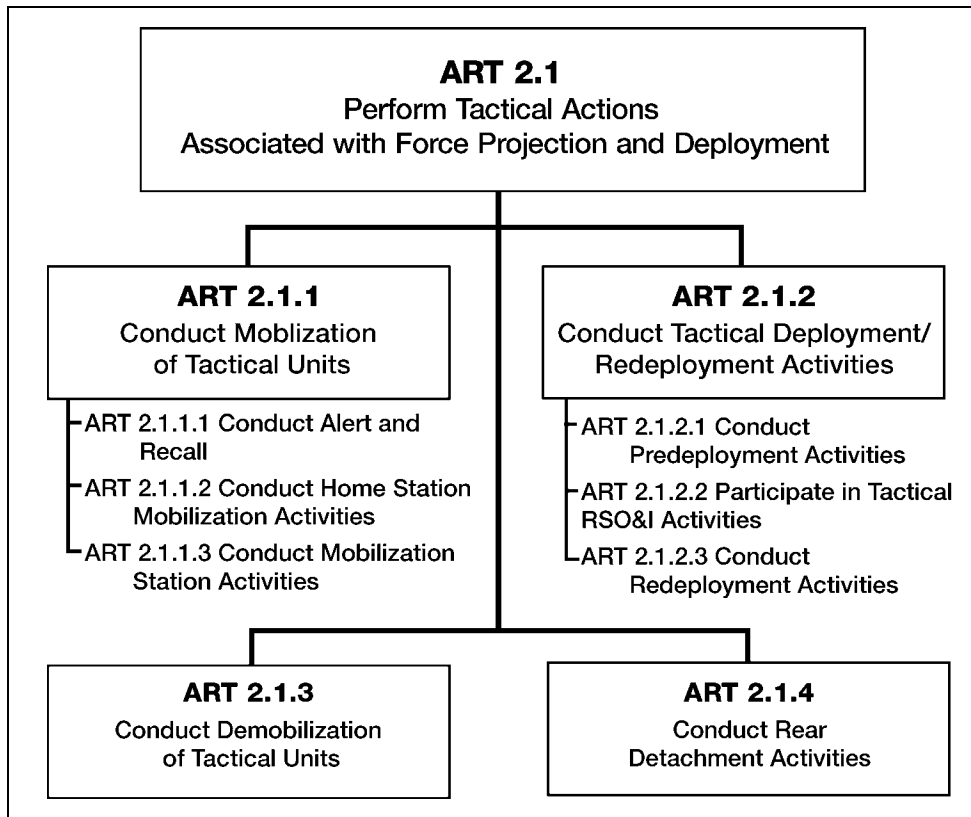 ART 2.1
Perform Tactical Actions
Associated with Force Projection and Deployment
ART 2.1.1
Conduct Moblization
of Tactical Units
ART 2.1.1.1 Conduct Alert and
Recall
ART 2.1.1.2 Conduct Home Station
Mobilization Activities
ART 2.1.1.3 Conduct Mobilization
Station Activities
ART 2.1.2
Conduct Tactical Deployment/
Redeployment Activities
ART 2.1.2.1 Conduct
Predeployment Activities
ART 2.1.2.2 Participate in Tactical
RSO&I Activities
ART 2.1.2.3 Conduct
Redeployment Activities
ART 2.1.3
Conduct Demobilization
of Tactical Units
ART 2.1.4
Conduct Rear
Detachment Activities